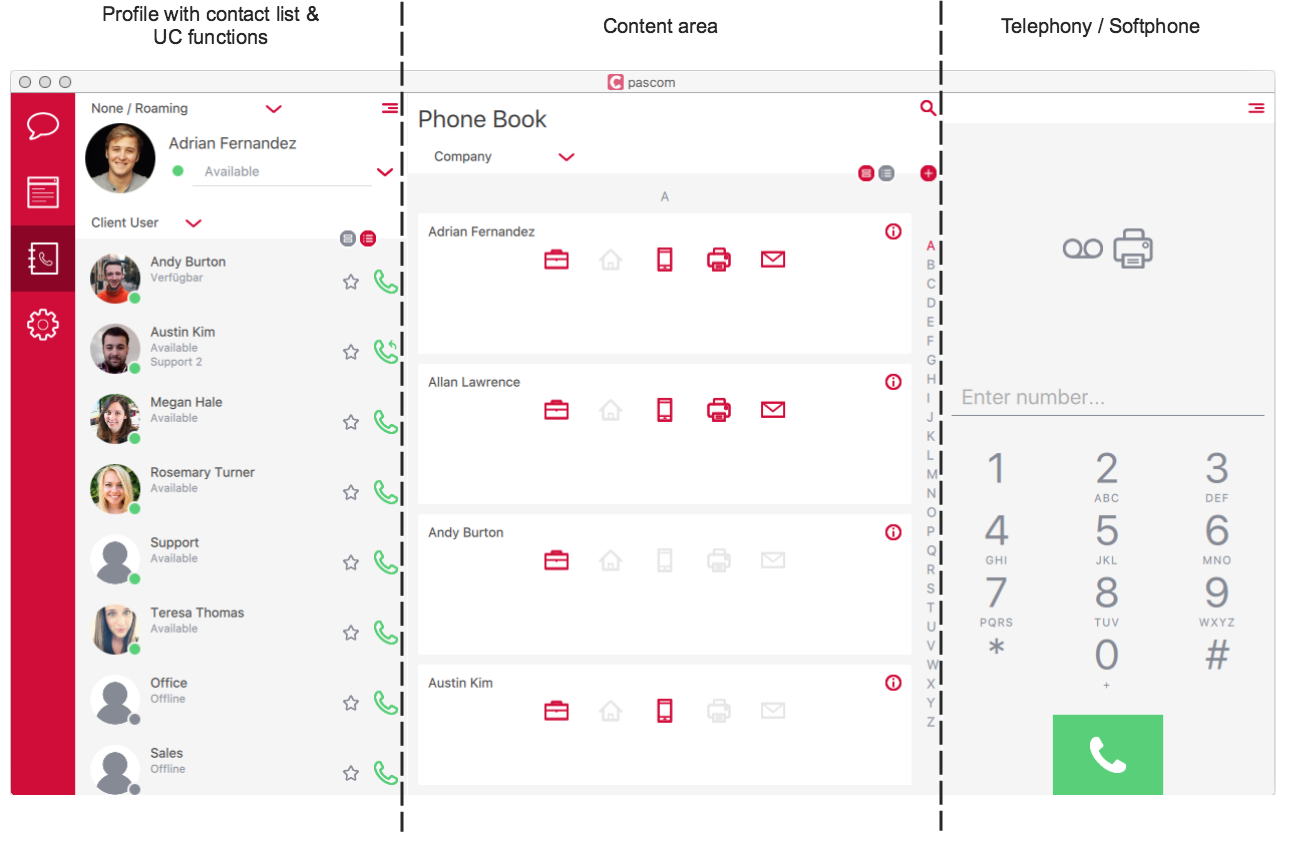 Profile with contact list &
UC functions
Content area
Telephony / Softphone
pascom
None / Roaming
Adrian Fernandez
Available
Client User
Andy Burton
Verfügbar
Austin Kim
Available
Support 2
Megan Hale
Available
Rosemary Turner
Available
Support
Available
Teresa Thomas
Available
Office
Offline
Sales
Offline
Phone Book
Company
A
Adrian Fernandez
Allan Lawrence
Andy Burton
Austin Kim
A
B
C
D
E
F
G
H
I
J
K
L
M
N
O
P
Q
R
S
T
U
V
W
X
Y
Z
Enter number...
1 2 3
ABC DEF
4 5 6
GHI JKL MNO
7 8 9
PQRS TUV WXYZ
* 0 #
+